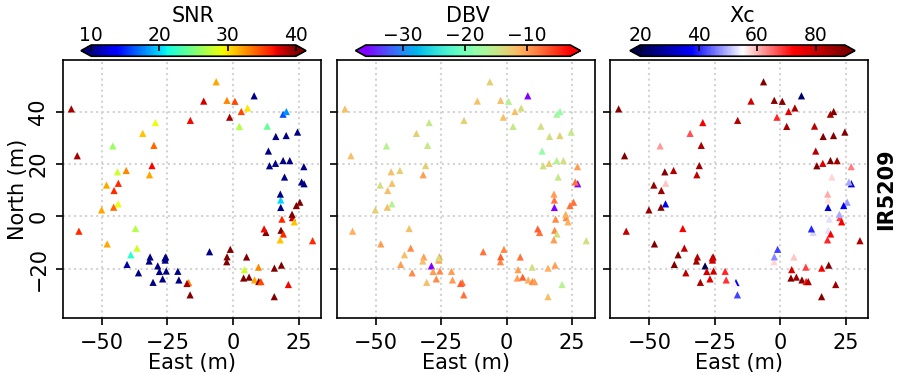 SNR DBV Xc
10 20 30 40 −30 −20 −10 20 40 60 80
North (m)
40
20
0
−20
−50 −25 0 25 −50 −25 0 25 −50 −25 0 25
East (m) East (m) East (m)
IR5209